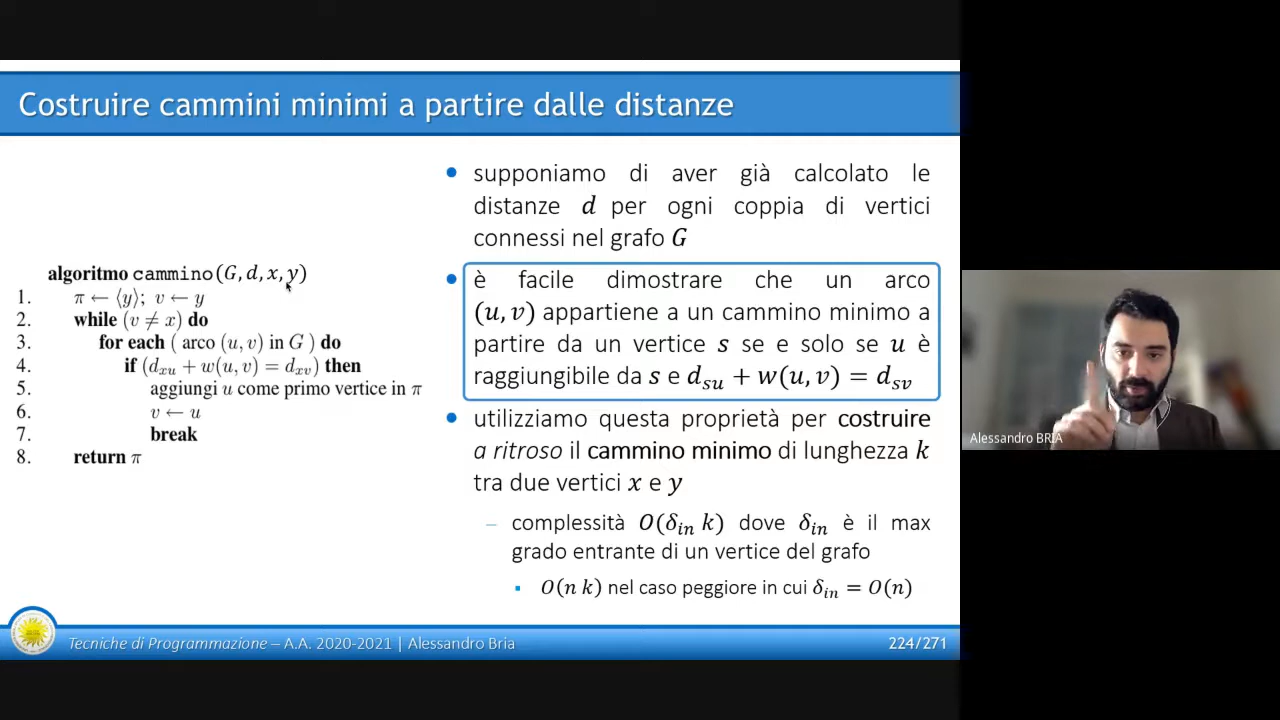 Costruire cammini minimi a partire dalle distanze
algoritmo cammino(G, d, x, y)
1. π ← ⟨y⟩; v ← y
2. while (v ≠ x) do
3. for each ( arco (u, v) in G ) do
4. if (d_xu + w(u, v) = d_xv) then
5. aggiungi u come primo vertice in π
6. v ← u
7. break
8. return π
• supponiamo di aver già calcolato le
distanze d per ogni coppia di vertici
connessi nel grafo G
• è facile dimostrare che un arco
(u, v) appartiene a un cammino minimo a
partire da un vertice s se e solo se u è
raggiungibile da s e d_su + w(u, v) = d_sv
• utilizziamo questa proprietà per costruire
a ritroso il cammino minimo di lunghezza k
tra due vertici x e y
– complessità O(δ_in k) dove δ_in è il max
grado entrante di un vertice del grafo
▪ O(n k) nel caso peggiore in cui δ_in = O(n)
Tecniche di Programmazione – A.A. 2020-2021 | Alessandro Bria
224/271
Alessandro BRIA